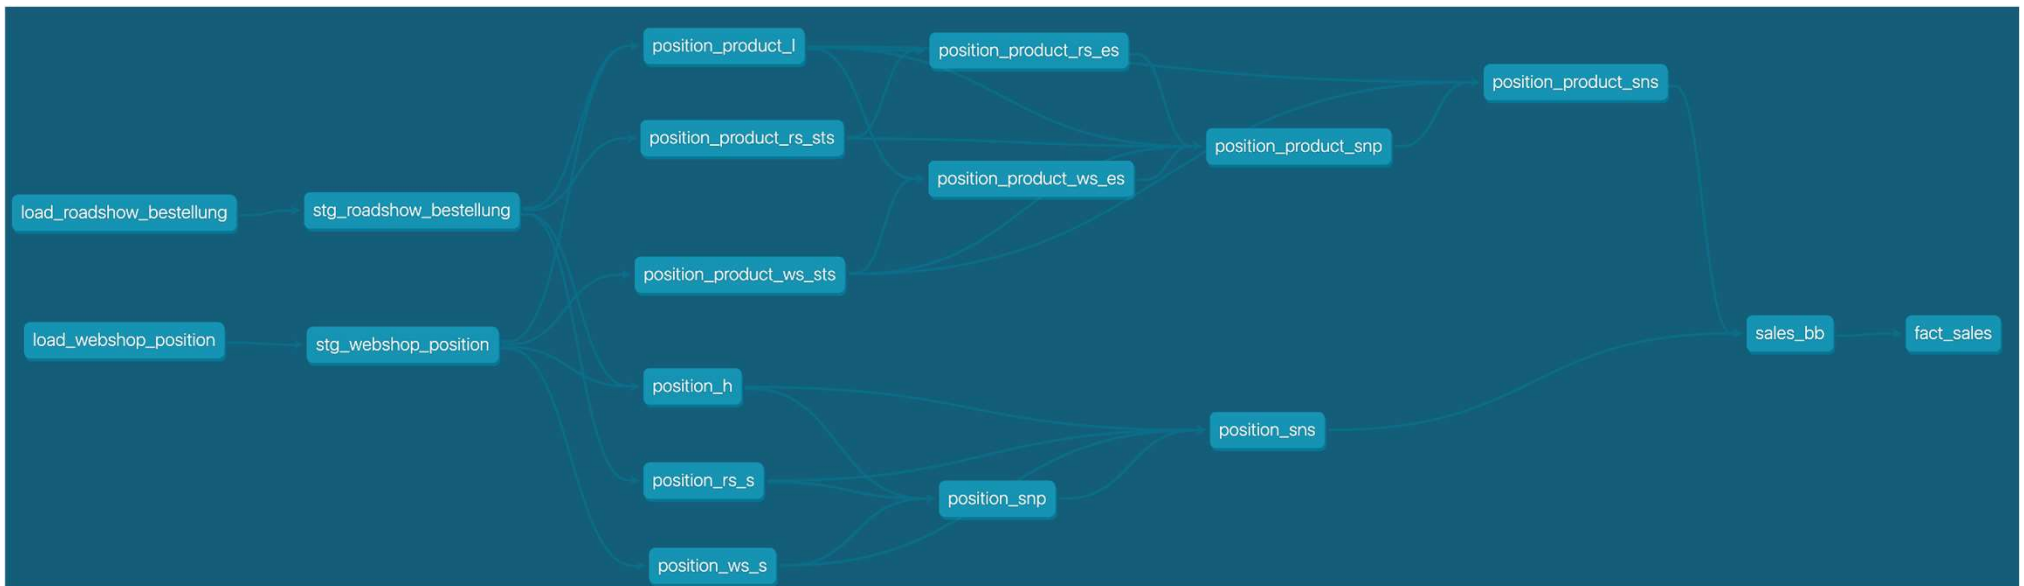 position_product_l
position_product_rs_es
position_product_sns
position_product_rs_sts
position_product_snp
position_product_ws_es
load_roadshow_bestellung
stg_roadshow_bestellung
position_product_ws_sts
load_webshop_position
stg_webshop_position
sales_bb
fact_sales
position_h
position_sns
position_rs_s
position_snp
position_ws_s